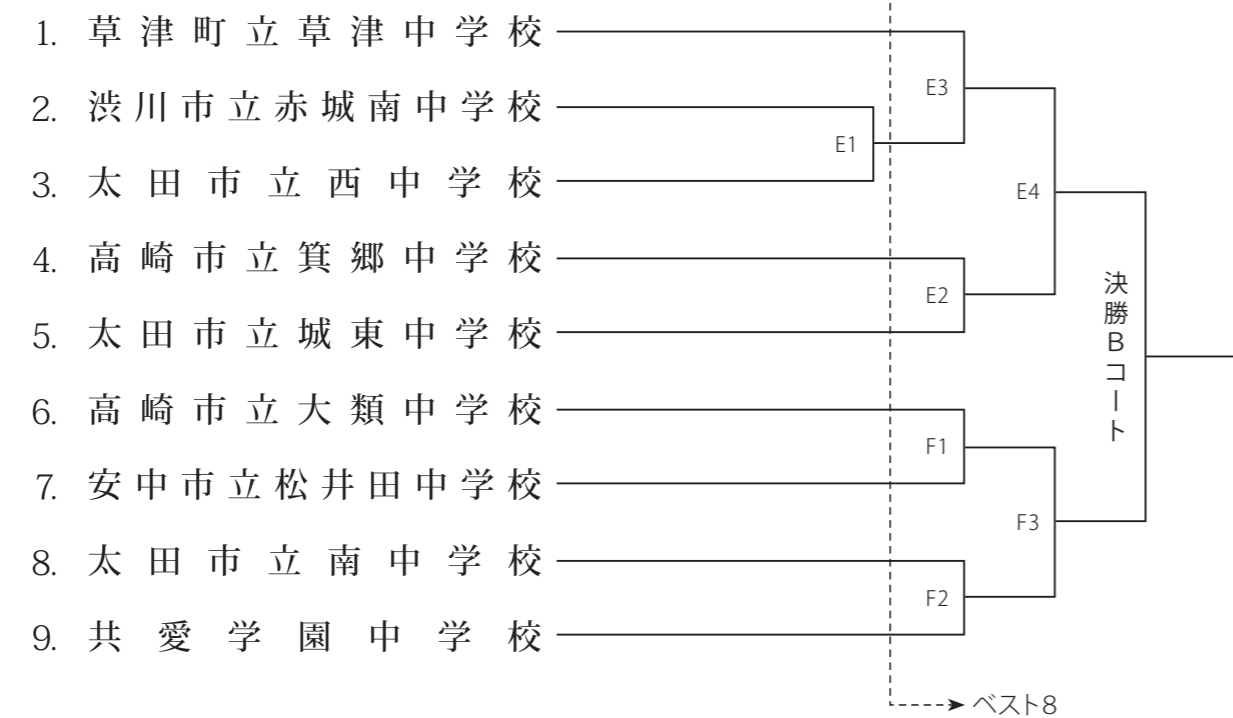 1. 草津町立草津中学校
2. 渋川市立赤城南中学校
3. 太田市立西中学校
4. 高崎市立箕郷中学校
5. 太田市立城東中学校
6. 高崎市立大類中学校
7. 安中市立松井田中学校
8. 太田市立南中学校
9. 共愛学園中学校
E1
E3
E2
E4
F1
F2
F3
決勝Bコート
ベスト8